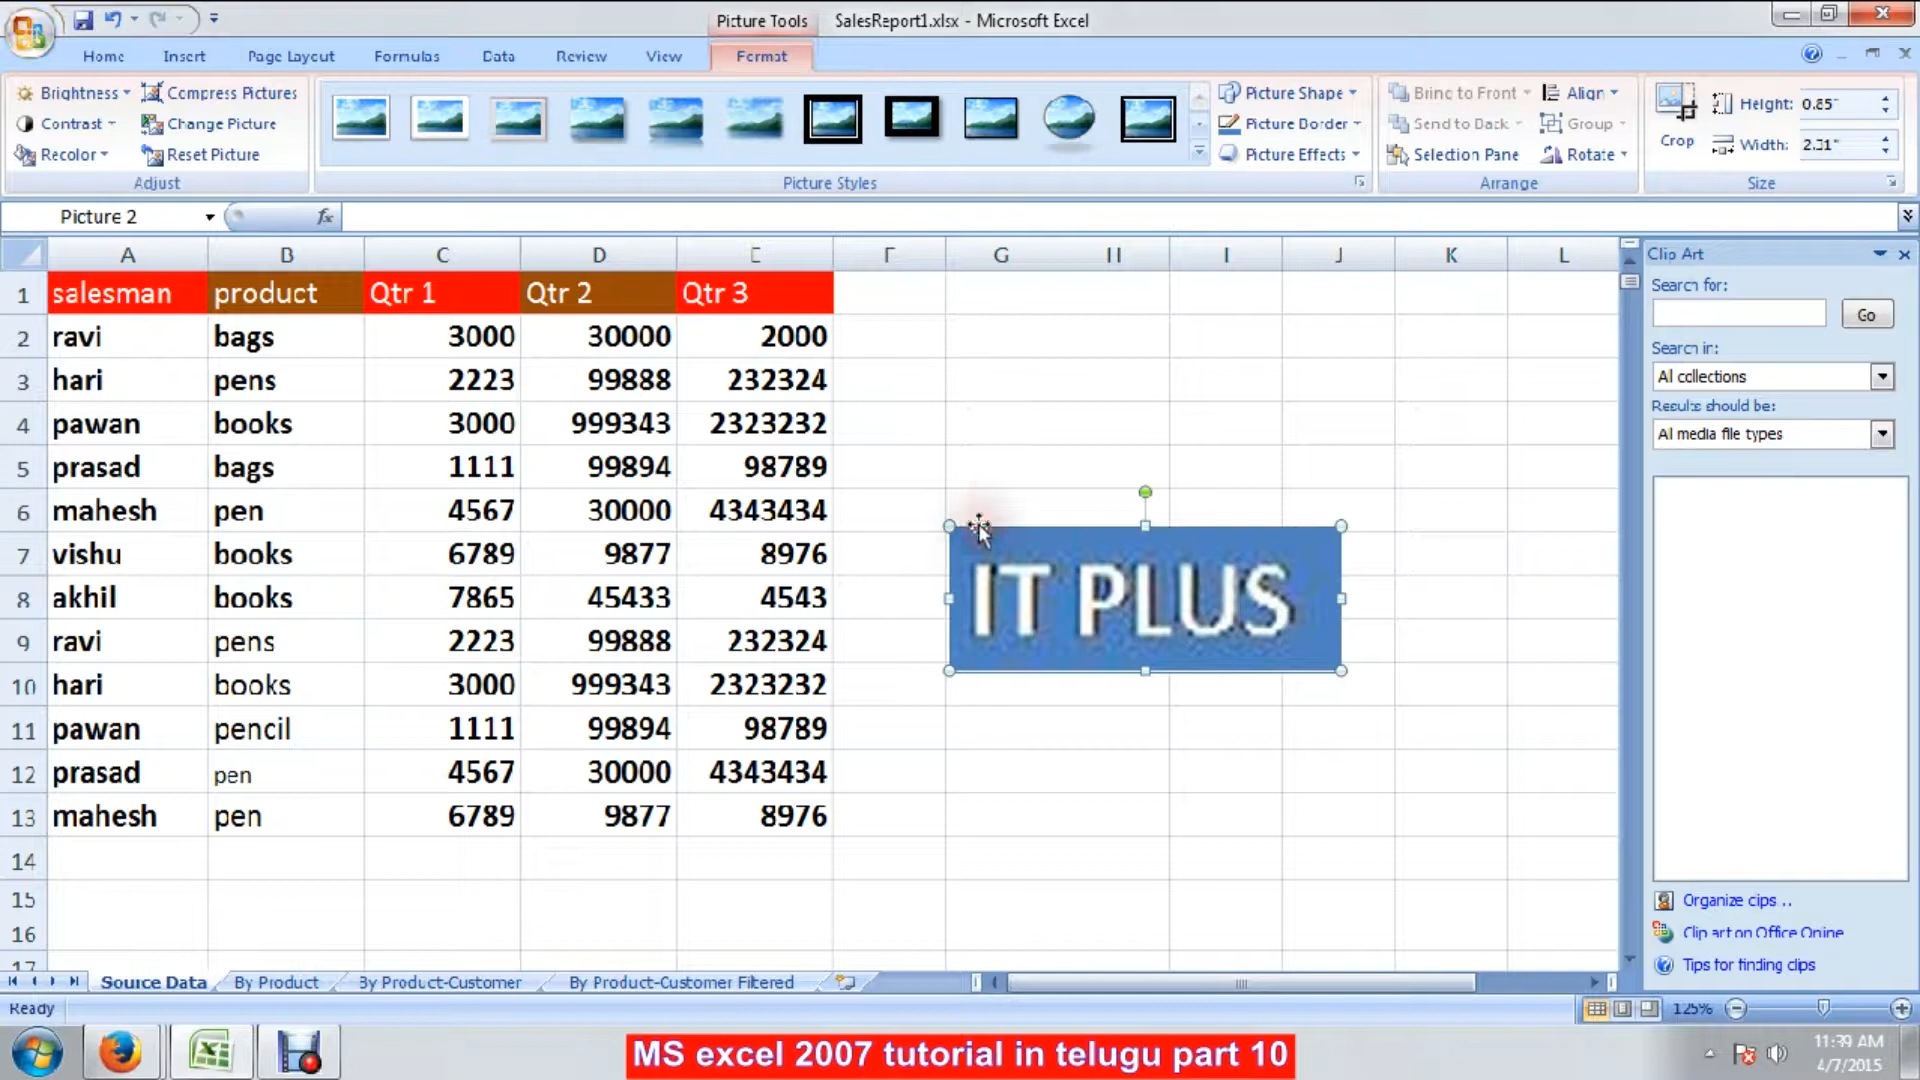 Picture Tools SalesReport1.xlsx - Microsoft Excel
Home Insert Page Layout Formulas Data Review View Format
Brightness Compress Pictures Picture Shape Bring to Front Align Height: 0.85"
Contrast Change Picture Picture Border Send to Back Group Crop Width: 2.31"
Recolor Reset Picture Picture Effects Selection Pane Rotate
Adjust Picture Styles Arrange Size
Picture 2 fx
A B C D E F G H I J K L
1 salesman product Qtr 1 Qtr 2 Qtr 3
2 ravi bags 3000 30000 2000
3 hari pens 2223 99888 232324
4 pawan books 3000 999343 2323232
5 prasad bags 1111 99894 98789
6 mahesh pen 4567 30000 4343434
7 vishu books 6789 9877 8976
8 akhil books 7865 45433 4543
9 ravi pens 2223 99888 232324
10 hari books 3000 999343 2323232
11 pawan pencil 1111 99894 98789
12 prasad pen 4567 30000 4343434
13 mahesh pen 6789 9877 8976
14
15
16
17
IT PLUS
Clip Art
Search for:
Go
Search in:
All collections
Results should be:
All media file types
Organize clips...
Clip art on Office Online
Tips for finding clips
Source Data By Product By Product-Customer By Product-Customer Filtered
Ready 125%
MS excel 2007 tutorial in telugu part 10
11:39 AM
4/7/2015